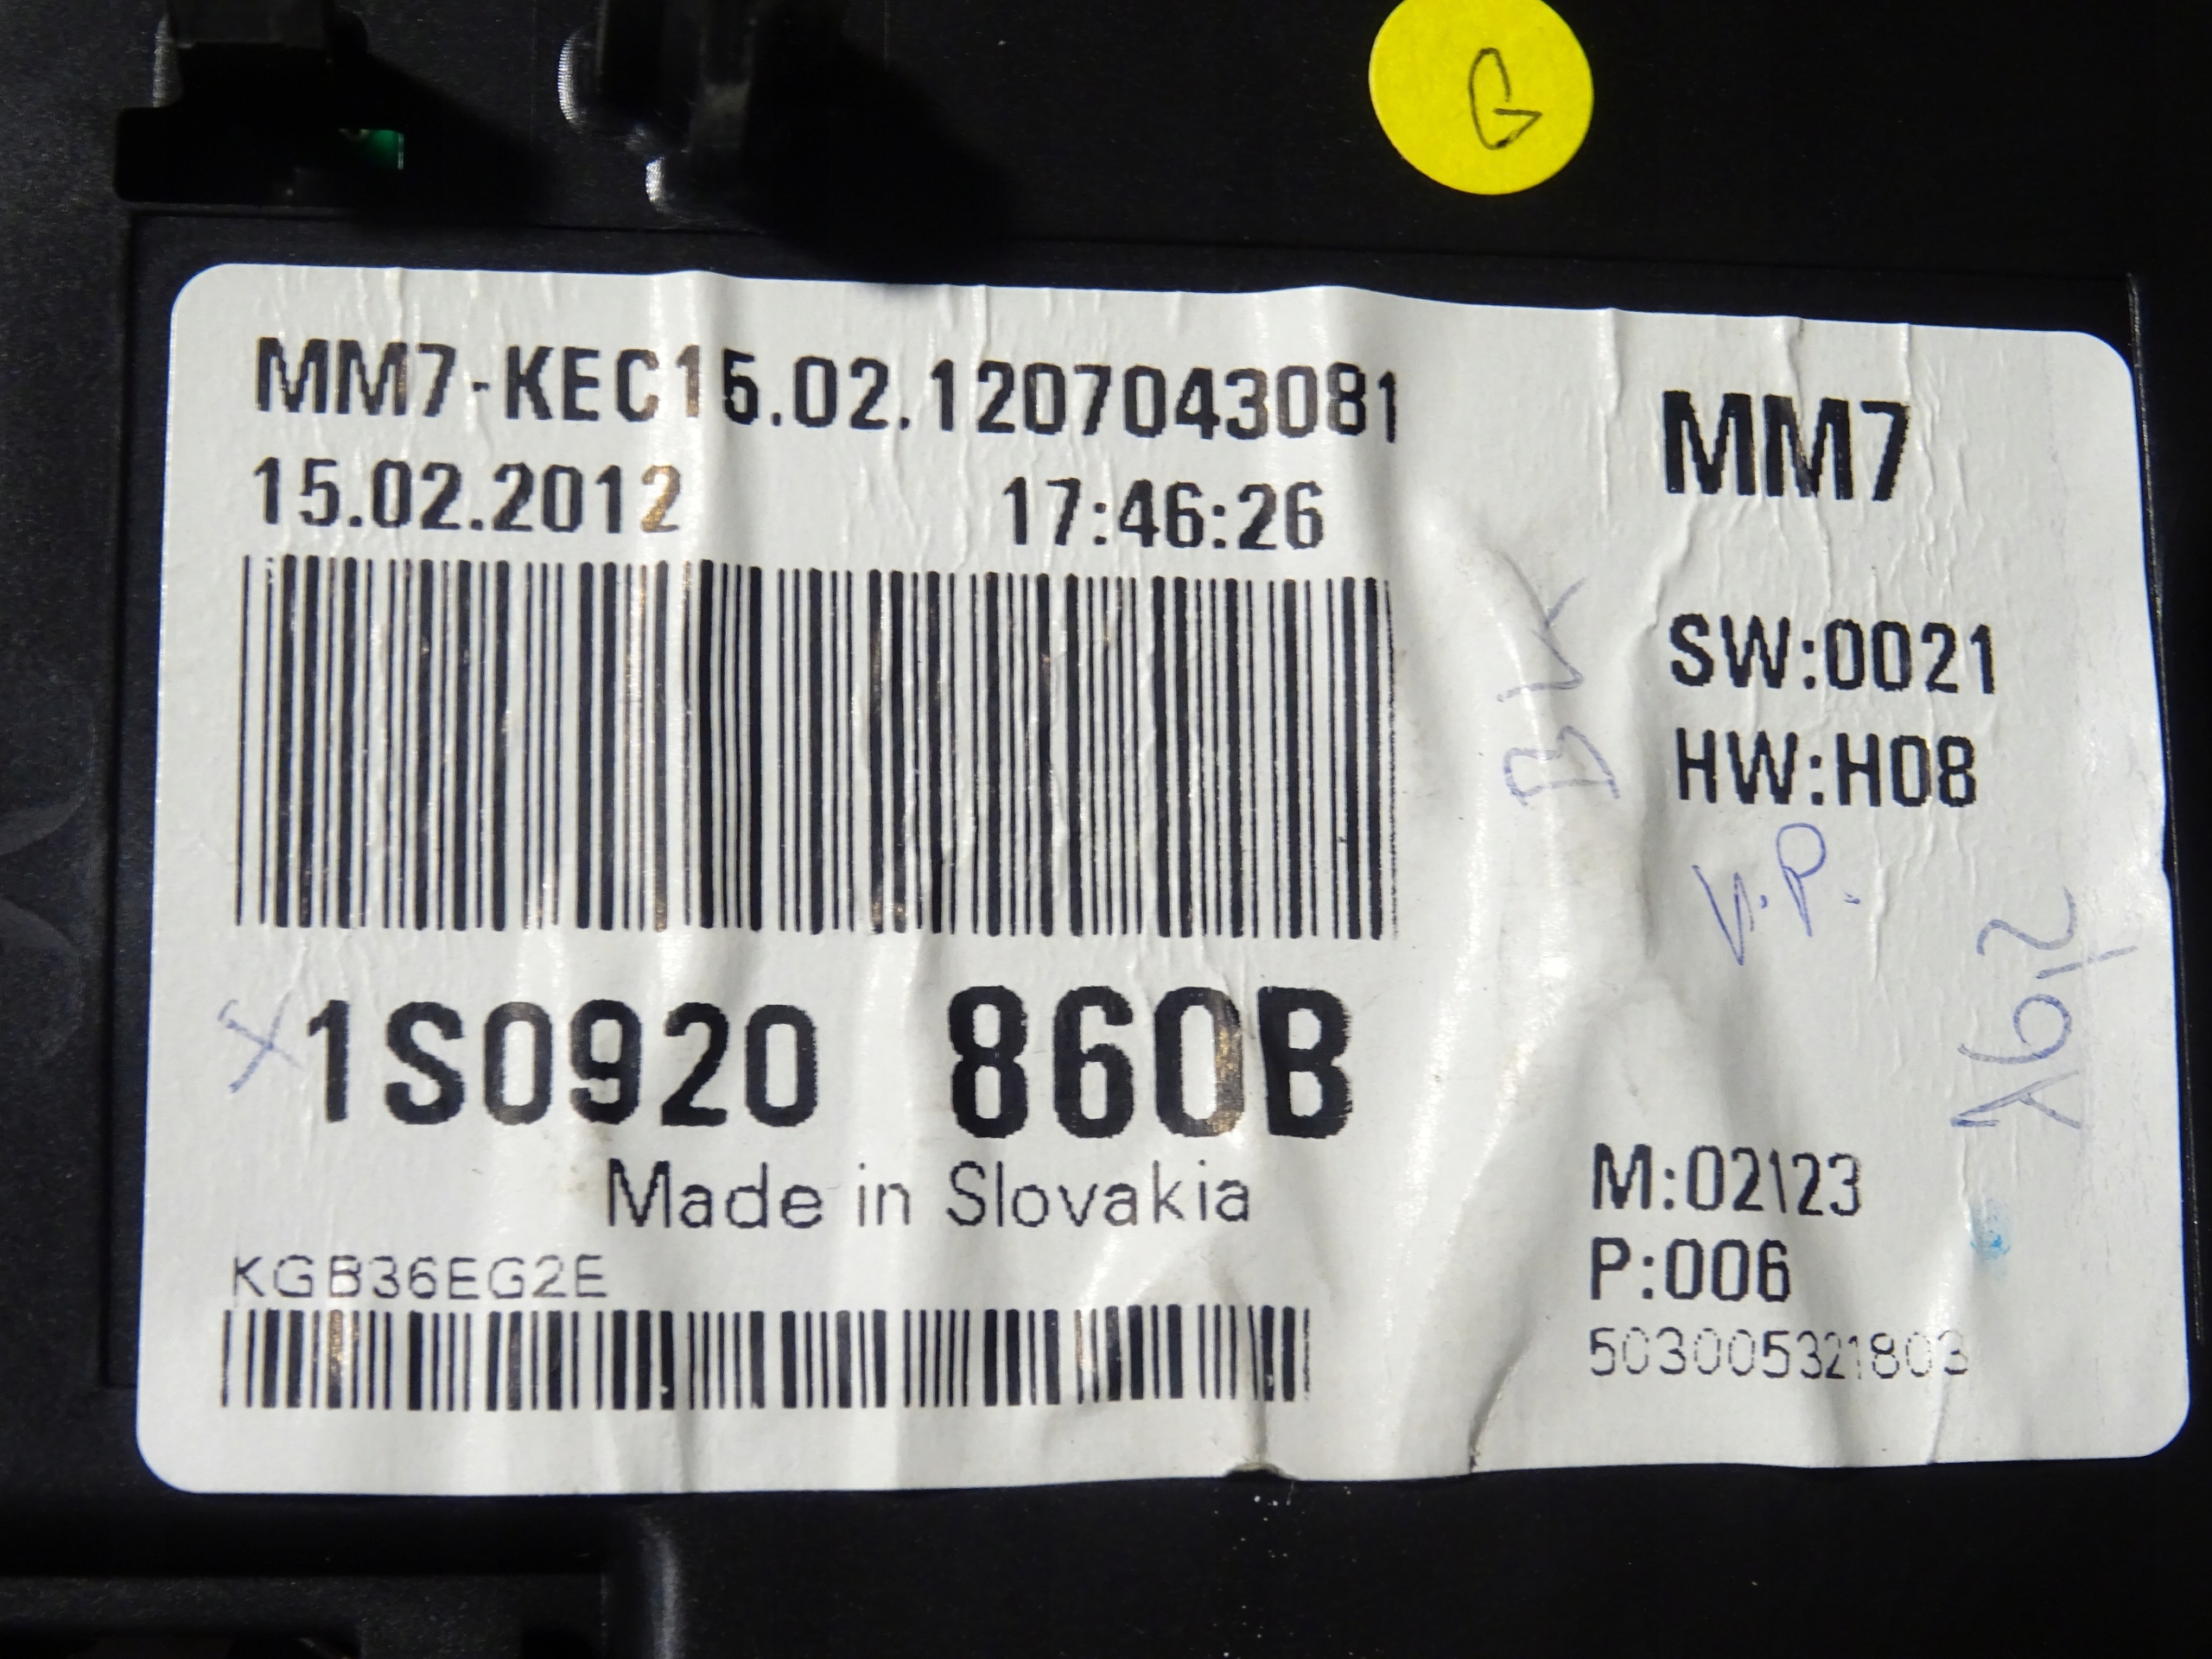 G
MM7-KEC15.02.1207043081
15.02.2012 17:46:26
MM7
SW:0021
HW:H08
V.P.
1S0920 860B
Made in Slovakia
KGB36EG2E
M:02\23
P:006
503005321803